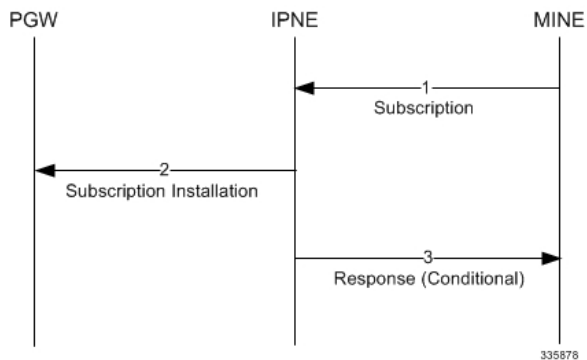 PGW IPNE MINE
1
Subscription
2
Subscription Installation
3
Response (Conditional)
335878